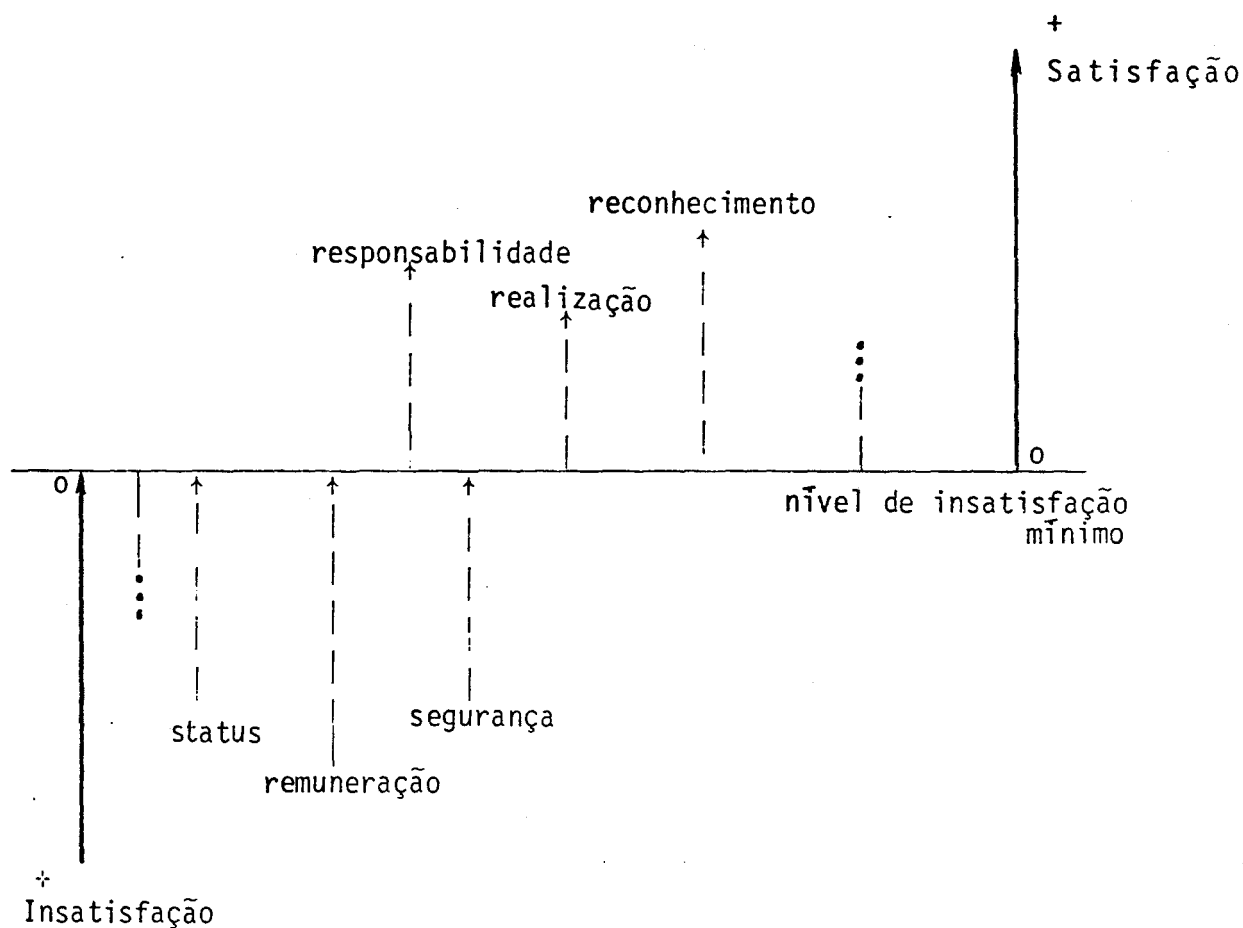 +
Satisfação
reconhecimento
responsabilidade
realização
0
0
nível de insatisfação
mínimo
segurança
status
remuneração
+
Insatisfação